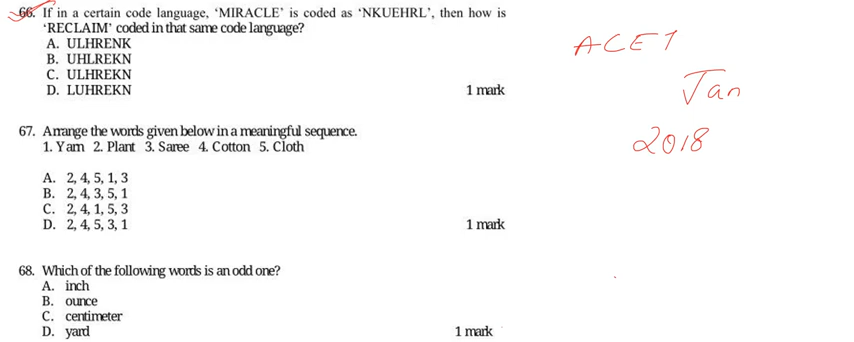 66. If in a certain code language, ‘MIRACLE’ is coded as ‘NKUEHRL’, then how is
‘RECLAIM’ coded in that same code language?
A. ULHRENK
B. UHLREKN
C. ULHREKN
D. LUHREKN 1 mark
67. Arrange the words given below in a meaningful sequence.
1. Yarn 2. Plant 3. Saree 4. Cotton 5. Cloth
A. 2, 4, 5, 1, 3
B. 2, 4, 3, 5, 1
C. 2, 4, 1, 5, 3
D. 2, 4, 5, 3, 1 1 mark
68. Which of the following words is an odd one?
A. inch
B. ounce
C. centimeter
D. yard 1 mark
ACET
Jan
2018